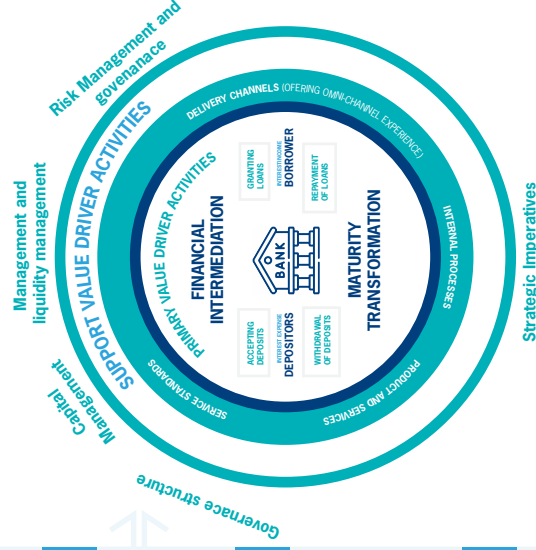 Risk Management and
govenanace
Management and
liquidity management
Capital
Management
Governace structure
Strategic Imperatives
SUPPORT VALUE DRIVER ACTIVITIES
DELIVERY CHANNELS (OFERING OMNI-CHANNEL EXPERIENCE)
INTERNAL PROCESSES
PRODUCT AND SERVICES
SERVICE STANDARDS
PRIMARY VALUE DRIVER ACTIVITIES
FINANCIAL
INTERMEDIATION
ACCEPTING
DEPOSITS
INTEREST EXPENSE
DEPOSITORS
WITHDRAWAL
OF DEPOSITS
BANK
GRANTING
LOANS
INTEREST INCOME
BORROWER
REPAYMENT
OF LOANS
MATURITY
TRANSFORMATION